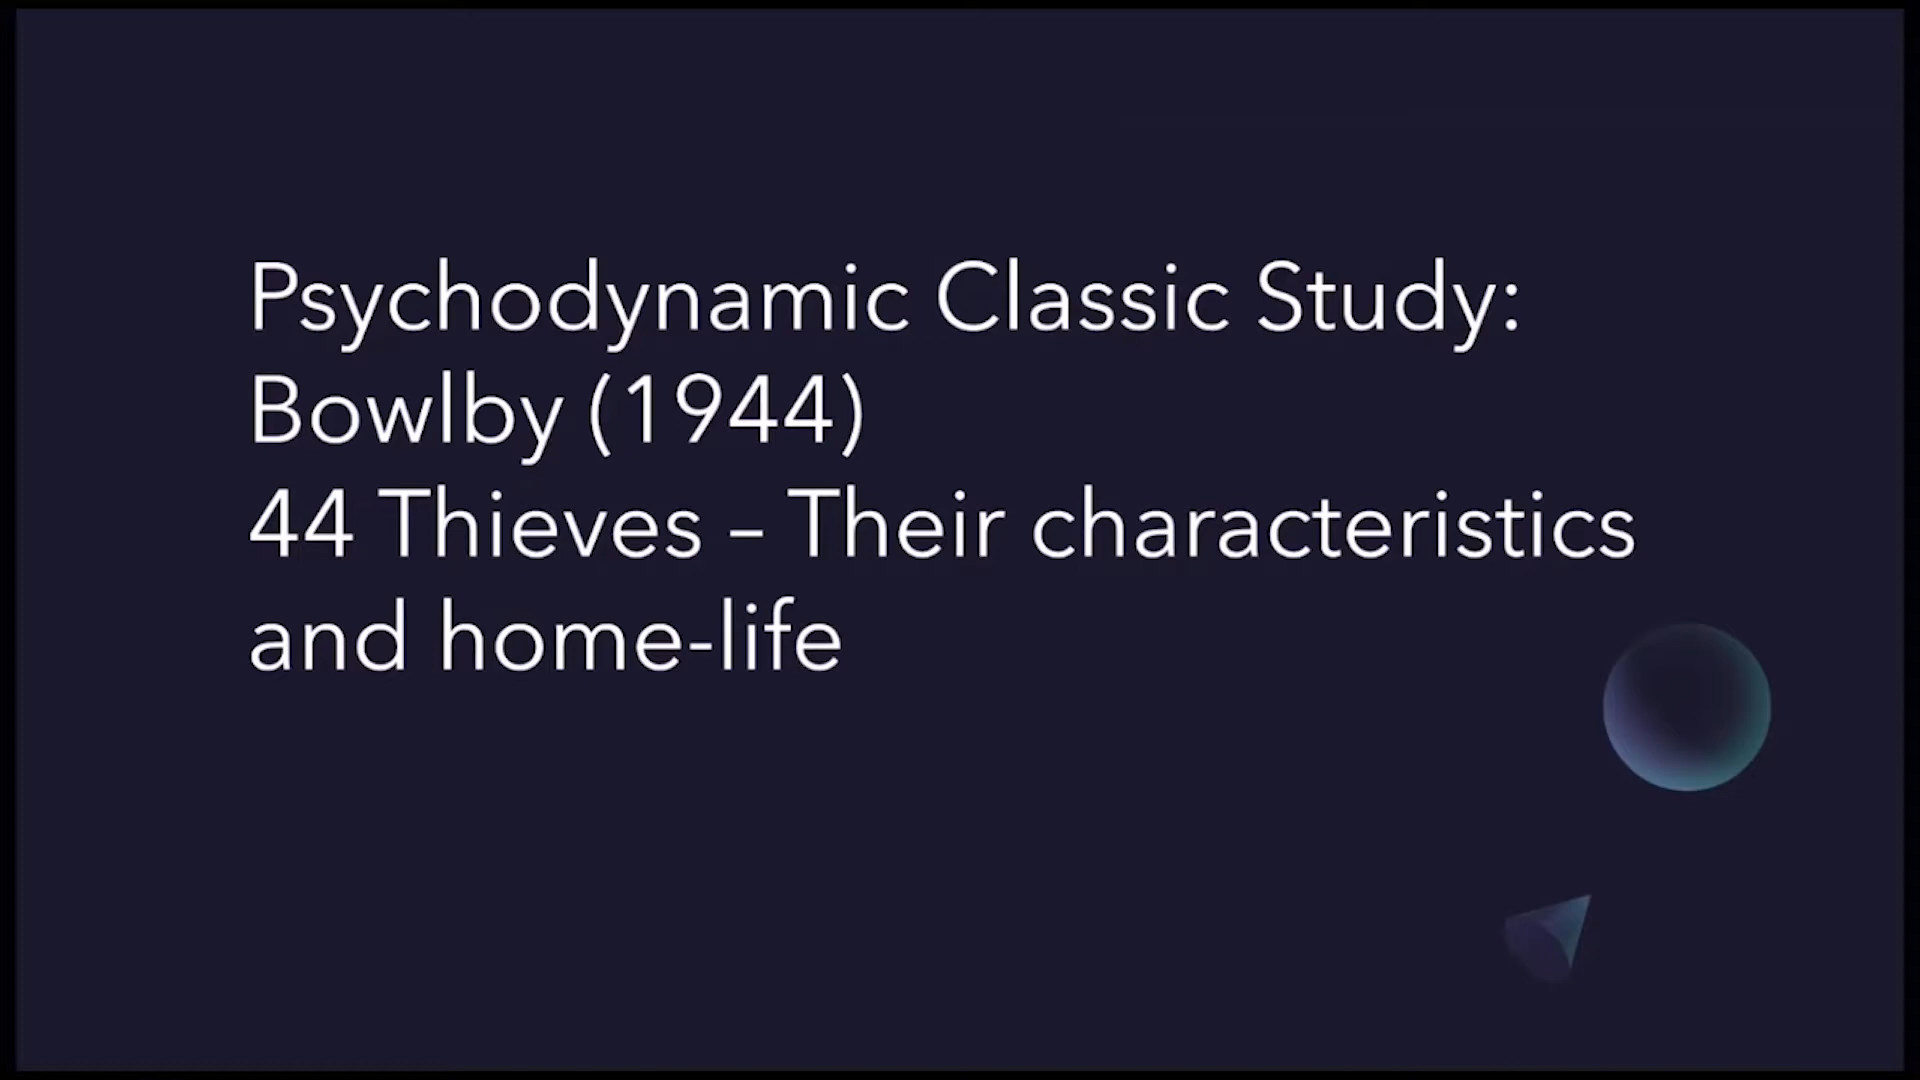 Psychodynamic Classic Study:
Bowlby (1944)
44 Thieves – Their characteristics
and home-life